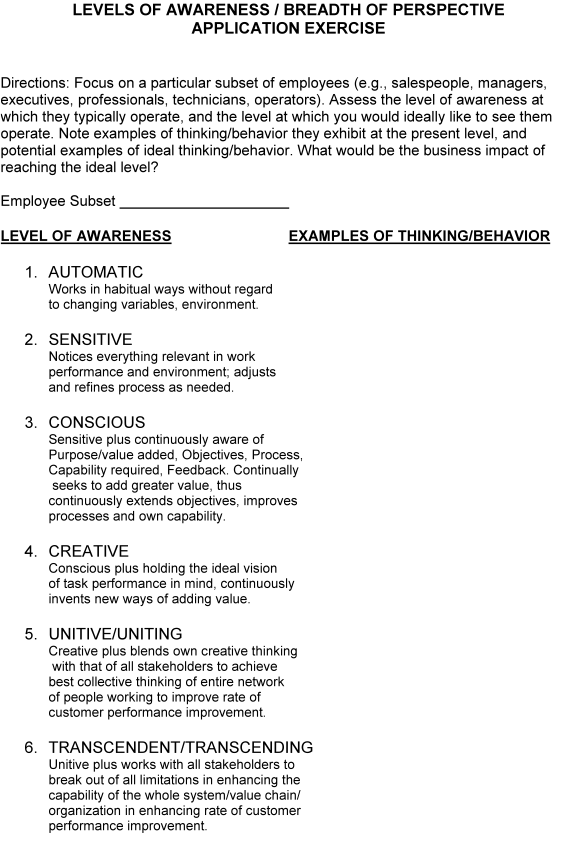 LEVELS OF AWARENESS / BREADTH OF PERSPECTIVE
APPLICATION EXERCISE
Directions: Focus on a particular subset of employees (e.g., salespeople, managers,
executives, professionals, technicians, operators). Assess the level of awareness at
which they typically operate, and the level at which you would ideally like to see them
operate. Note examples of thinking/behavior they exhibit at the present level, and
potential examples of ideal thinking/behavior. What would be the business impact of
reaching the ideal level?
Employee Subset ____________________
LEVEL OF AWARENESS EXAMPLES OF THINKING/BEHAVIOR
1. AUTOMATIC
Works in habitual ways without regard
to changing variables, environment.
2. SENSITIVE
Notices everything relevant in work
performance and environment; adjusts
and refines process as needed.
3. CONSCIOUS
Sensitive plus continuously aware of
Purpose/value added, Objectives, Process,
Capability required, Feedback. Continually
seeks to add greater value, thus
continuously extends objectives, improves
processes and own capability.
4. CREATIVE
Conscious plus holding the ideal vision
of task performance in mind, continuously
invents new ways of adding value.
5. UNITIVE/UNITING
Creative plus blends own creative thinking
with that of all stakeholders to achieve
best collective thinking of entire network
of people working to improve rate of
customer performance improvement.
6. TRANSCENDENT/TRANSCENDING
Unitive plus works with all stakeholders to
break out of all limitations in enhancing the
capability of the whole system/value chain/
organization in enhancing rate of customer
performance improvement.